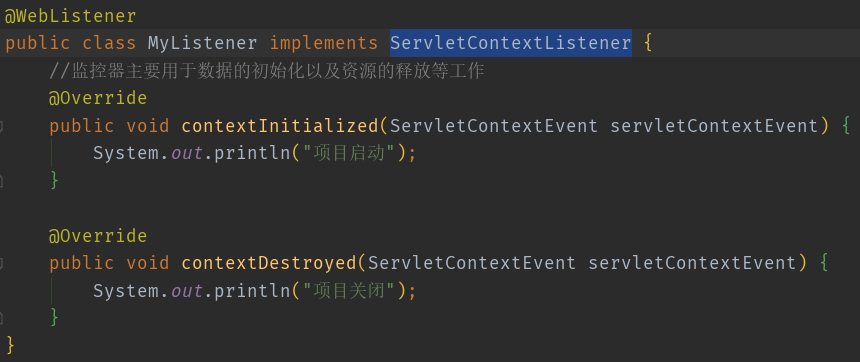 @WebListener
public class MyListener implements ServletContextListener {
    //监控器主要用于数据的初始化以及资源的释放等工作
    @Override
    public void contextInitialized(ServletContextEvent servletContextEvent) {
        System.out.println("项目启动");
    }

    @Override
    public void contextDestroyed(ServletContextEvent servletContextEvent) {
        System.out.println("项目关闭");
    }
}